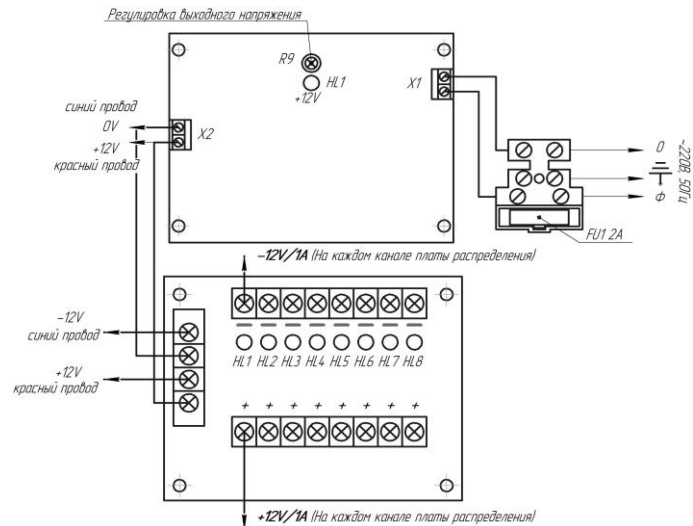 Регулировка выходного напряжения
R9
HL1
+12V
X1
синий провод
0V
+12V
красный провод
X2
0
Ф
~220В, 50Гц
FU1 2A
–12V/1A (На каждом канале платы распределения)
–12V
синий провод
+12V
красный провод
HL1 HL2 HL3 HL4 HL5 HL6 HL7 HL8
+ + + + + + + +
+12V/1A (На каждом канале платы распределения)